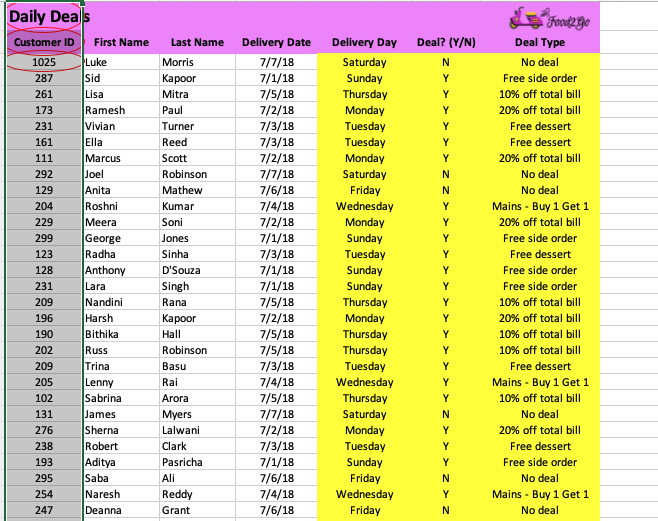 Daily Deals
Food2Go
Customer ID First Name Last Name Delivery Date Delivery Day Deal? (Y/N) Deal Type
1025 Luke Morris 7/7/18 Saturday N No deal
287 Sid Kapoor 7/1/18 Sunday Y Free side order
261 Lisa Mitra 7/5/18 Thursday Y 10% off total bill
173 Ramesh Paul 7/2/18 Monday Y 20% off total bill
231 Vivian Turner 7/3/18 Tuesday Y Free dessert
161 Ella Reed 7/3/18 Tuesday Y Free dessert
111 Marcus Scott 7/2/18 Monday Y 20% off total bill
292 Joel Robinson 7/7/18 Saturday N No deal
129 Anita Mathew 7/6/18 Friday N No deal
204 Roshni Kumar 7/4/18 Wednesday Y Mains - Buy 1 Get 1
229 Meera Soni 7/2/18 Monday Y 20% off total bill
299 George Jones 7/1/18 Sunday Y Free side order
123 Radha Sinha 7/3/18 Tuesday Y Free dessert
128 Anthony D'Souza 7/1/18 Sunday Y Free side order
231 Lara Singh 7/1/18 Sunday Y Free side order
209 Nandini Rana 7/5/18 Thursday Y 10% off total bill
196 Harsh Kapoor 7/2/18 Monday Y 20% off total bill
190 Bithika Hall 7/5/18 Thursday Y 10% off total bill
202 Russ Robinson 7/5/18 Thursday Y 10% off total bill
209 Trina Basu 7/3/18 Tuesday Y Free dessert
205 Lenny Rai 7/4/18 Wednesday Y Mains - Buy 1 Get 1
102 Sabrina Arora 7/5/18 Thursday Y 10% off total bill
131 James Myers 7/7/18 Saturday N No deal
276 Sherna Lalwani 7/2/18 Monday Y 20% off total bill
238 Robert Clark 7/3/18 Tuesday Y Free dessert
193 Aditya Pasricha 7/1/18 Sunday Y Free side order
295 Saba Ali 7/6/18 Friday N No deal
254 Naresh Reddy 7/4/18 Wednesday Y Mains - Buy 1 Get 1
247 Deanna Grant 7/6/18 Friday N No deal